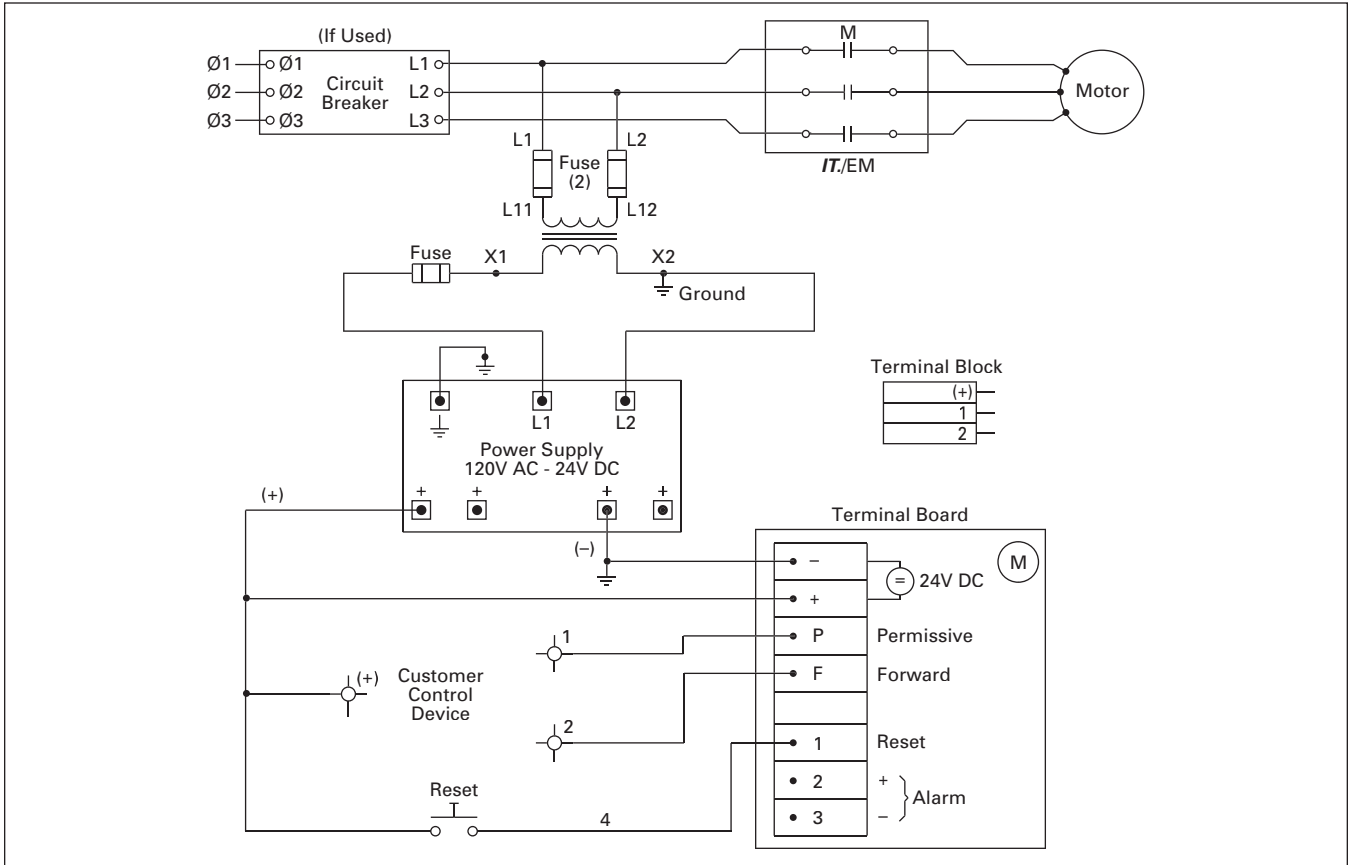 (If Used)
M
Ø1 Ø1 L1
Ø2 Ø2 Circuit Breaker L2 Motor
Ø3 Ø3 L3
IT./EM
L1 L2
Fuse
(2)
L11 L12
Fuse X1 X2
Ground
Terminal Block
(+)
1
2
L1 L2
Power Supply
120V AC - 24V DC
+ + + +
(+)
(–)
Terminal Board
M
– 24V DC
=
+
1 P Permissive
(+) Customer
Control
Device
F Forward
2
1 Reset
2 + Alarm
3 –
Reset
4